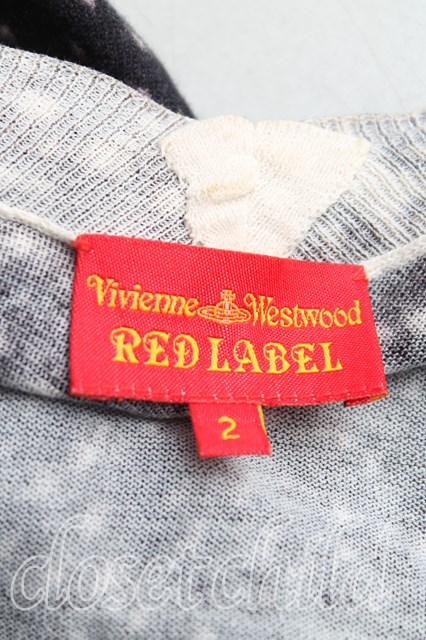 Vivienne Westwood
RED LABEL
2
closetchild